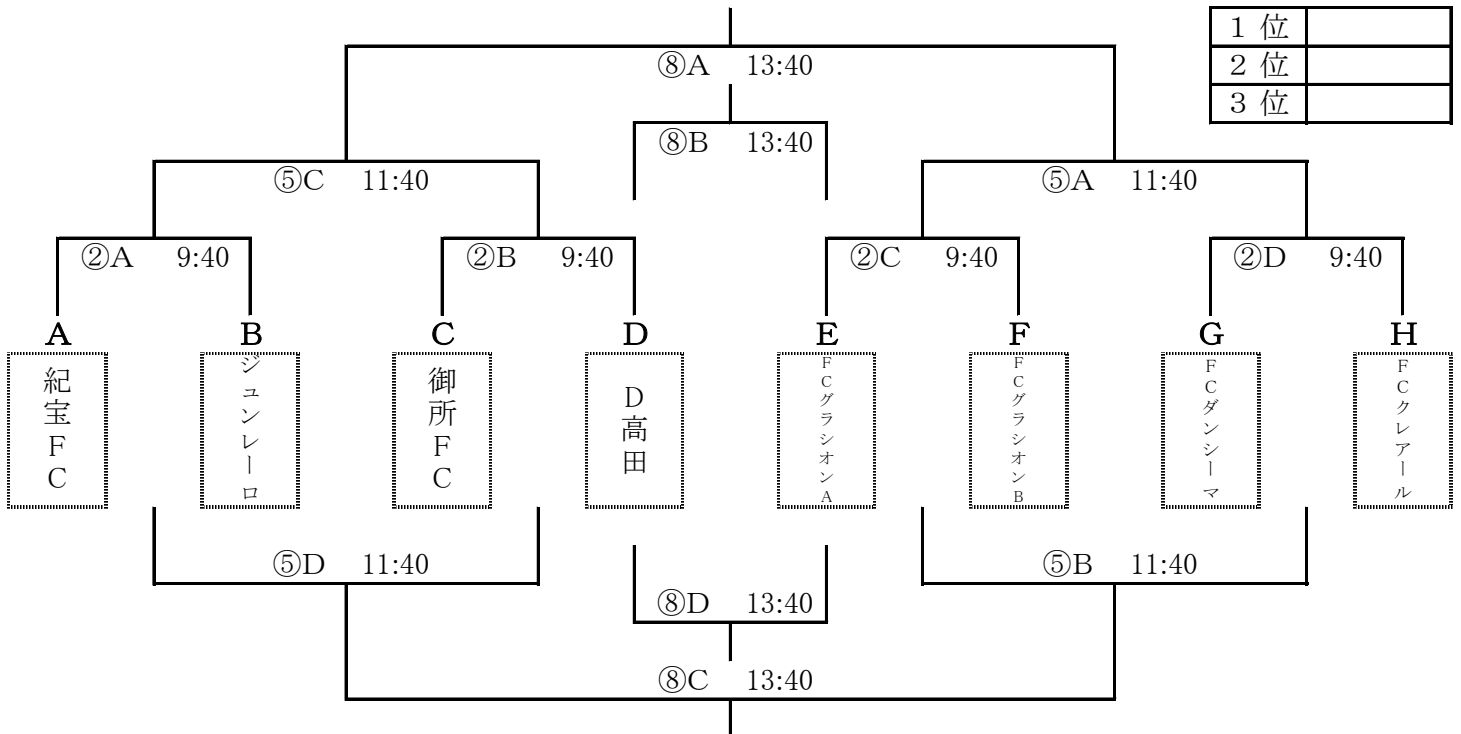 ⑧A 13:40
1 位
2 位
3 位
⑧B 13:40
⑤C 11:40
⑤A 11:40
②A 9:40
②B 9:40
②C 9:40
②D 9:40
A
B
C
D
E
F
G
H
紀宝FC
ジュンレーロ
御所FC
D高田
FCグラシオンA
FCグラシオンB
FCダンシーマ
FCクレアール
⑤D 11:40
⑤B 11:40
⑧D 13:40
⑧C 13:40